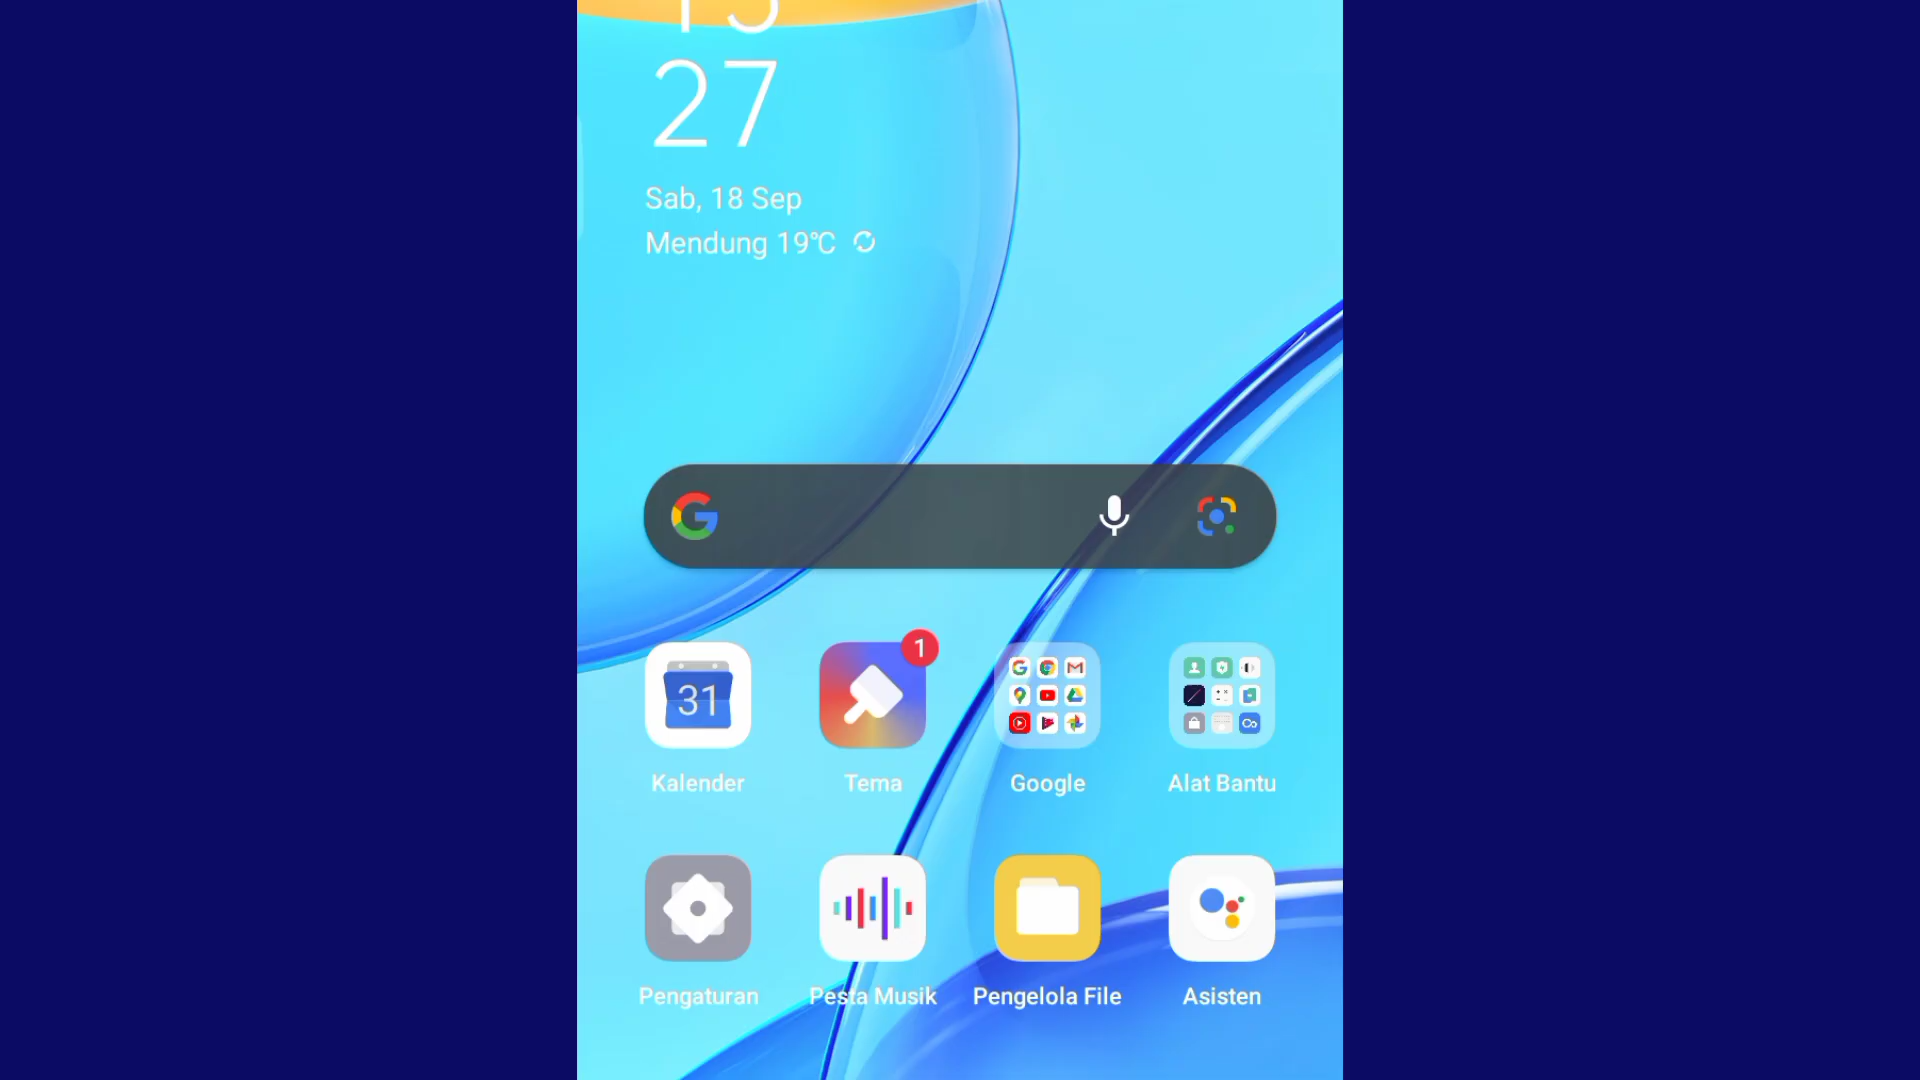 27
Sab, 18 Sep
Mendung 19°C
31
1
Kalender
Tema
Google
Alat Bantu
Pengaturan
Pesta Musik
Pengelola File
Asisten